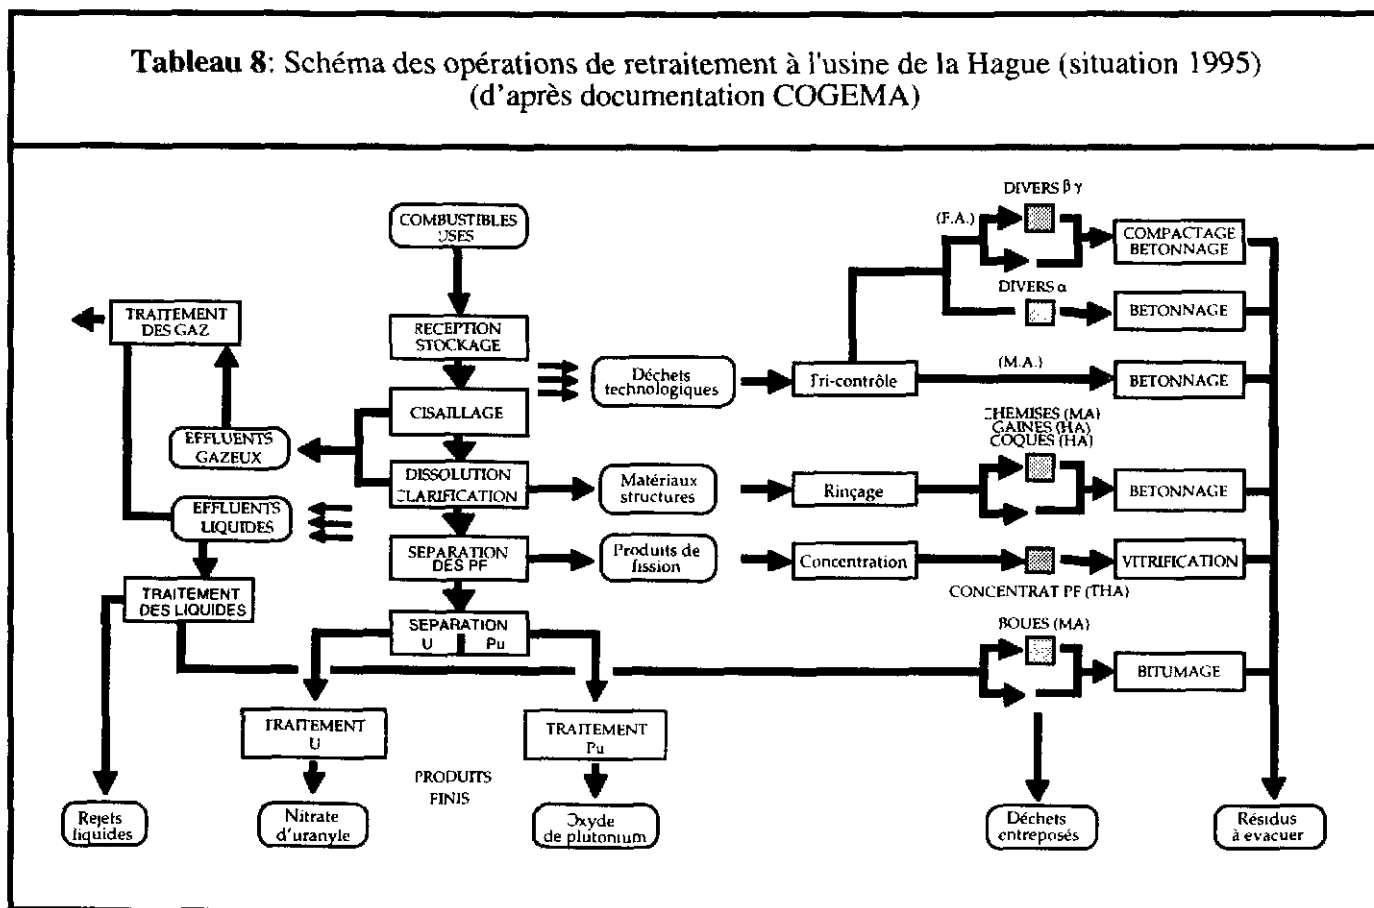 Tableau 8: Schéma des opérations de retraitement à l'usine de la Hague (situation 1995)
(d'après documentation COGEMA)
COMBUSTIBLES
USES
RECEPTION
STOCKAGE
CISAILLAGE
DISSOLUTION
CLARIFICATION
SEPARATION
DES PF
SEPARATION
U Pu
TRAITEMENT
DES GAZ
EFFLUENTS
GAZEUX
EFFLUENTS
LIQUIDES
TRAITEMENT
DES LIQUIDES
Rejets
liquides
TRAITEMENT
U
Nitrate
d'uranyle
PRODUITS
FINIS
TRAITEMENT
Pu
Oxyde
de plutonium
Déchets
technologiques
Tri-contrôle
(F.A.)
DIVERS β γ
COMPACTAGE
BETONNAGE
DIVERS α
BETONNAGE
(M.A.)
BETONNAGE
Matériaux
structures
Rinçage
CHEMISES (MA)
GAINES (HA)
COQUES (HA)
BETONNAGE
Produits de
fission
Concentration
CONCENTRAT PF (THA)
VITRIFICATION
BOUES (MA)
BITUMAGE
Déchets
entreposés
Résidus
à evacuer